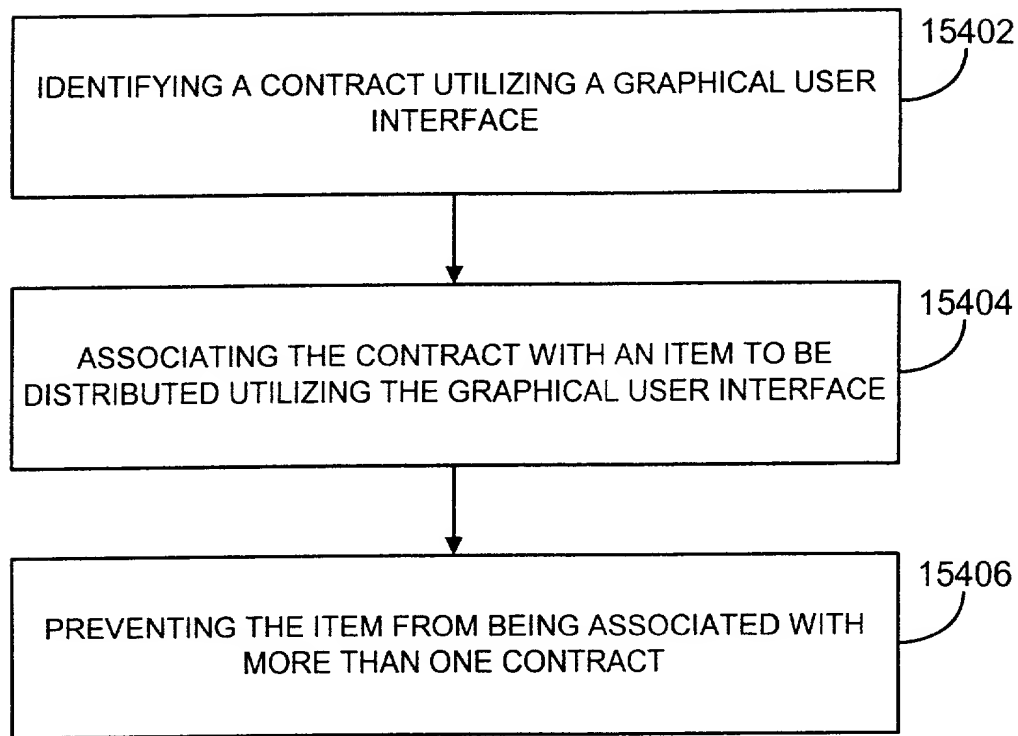 15402
IDENTIFYING A CONTRACT UTILIZING A GRAPHICAL USER
INTERFACE
15404
ASSOCIATING THE CONTRACT WITH AN ITEM TO BE
DISTRIBUTED UTILIZING THE GRAPHICAL USER INTERFACE
15406
PREVENTING THE ITEM FROM BEING ASSOCIATED WITH
MORE THAN ONE CONTRACT